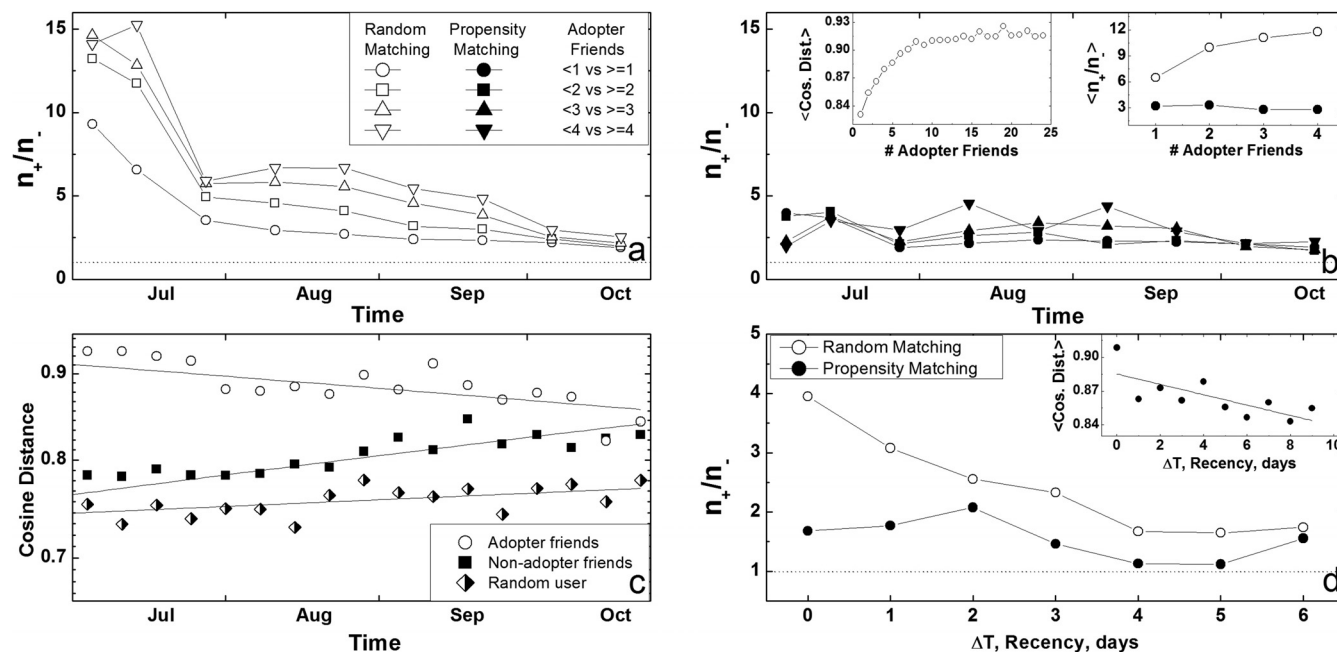 a
15
10
5
0
n+/n-
Random Matching
Propensity Matching
Adopter Friends
<1 vs >=1
<2 vs >=2
<3 vs >=3
<4 vs >=4
Jul Aug Sep Oct
Time
b
15
10
5
0
n+/n-
0.93
0.90
0.87
0.84
<Cos. Dist.>
0 5 10 15 20 25
# Adopter Friends
12
9
6
3
0
<n+/n->
1 2 3 4
# Adopter Friends
Jul Aug Sep Oct
Time
c
0.9
0.8
0.7
Cosine Distance
Adopter friends
Non-adopter friends
Random user
Jul Aug Sep Oct
Time
d
5
4
3
2
1
n+/n-
Random Matching
Propensity Matching
0.90
0.87
0.84
<Cos. Dist.>
0 2 4 6 8 10
ΔT, Recency, days
0 1 2 3 4 5 6
ΔT, Recency, days